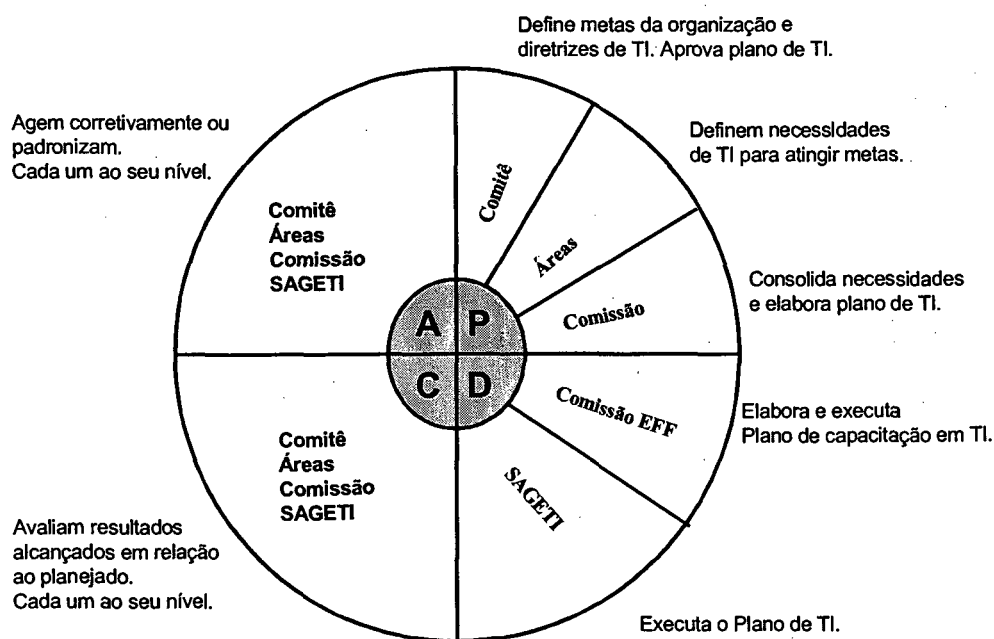 Define metas da organização e
diretrizes de TI. Aprova plano de TI.
Agem corretivamente ou
padronizam.
Cada um ao seu nível.
Definem necessidades
de TI para atingir metas.
Comitê
Comitê
Áreas
Comissão
SAGETI
Áreas
Consolida necessidades
e elabora plano de TI.
Comissão
A P
C D
Comissão EFF
Elabora e executa
Plano de capacitação em TI.
Comitê
Áreas
Comissão
SAGETI
SAGETI
Avaliam resultados
alcançados em relação
ao planejado.
Cada um ao seu nível.
Executa o Plano de TI.